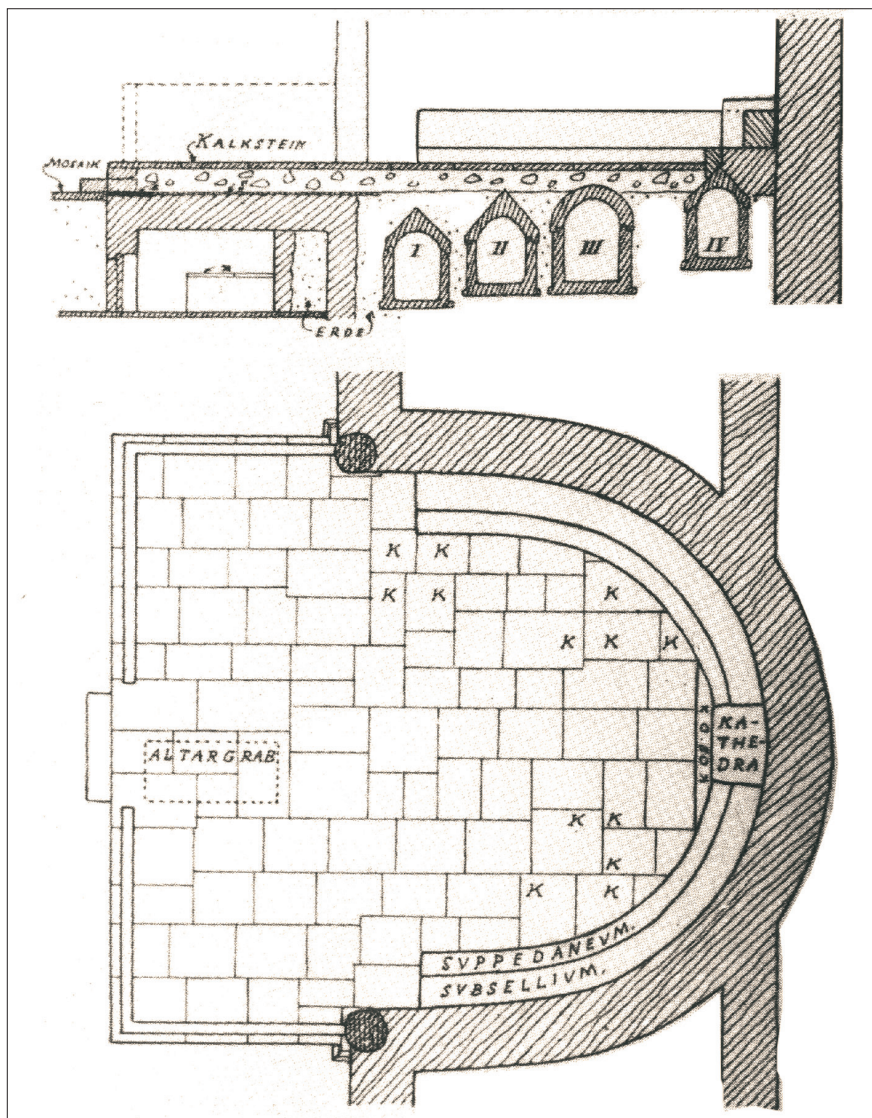 KALKSTEIN
MOSAIK
I II III IV
ERDE
K K
K K K
K K K
KA-
THE-
DRA
ALTARGRAB
K K
K
K K
SVPPEDANEVM.
SVBSELLIVM.